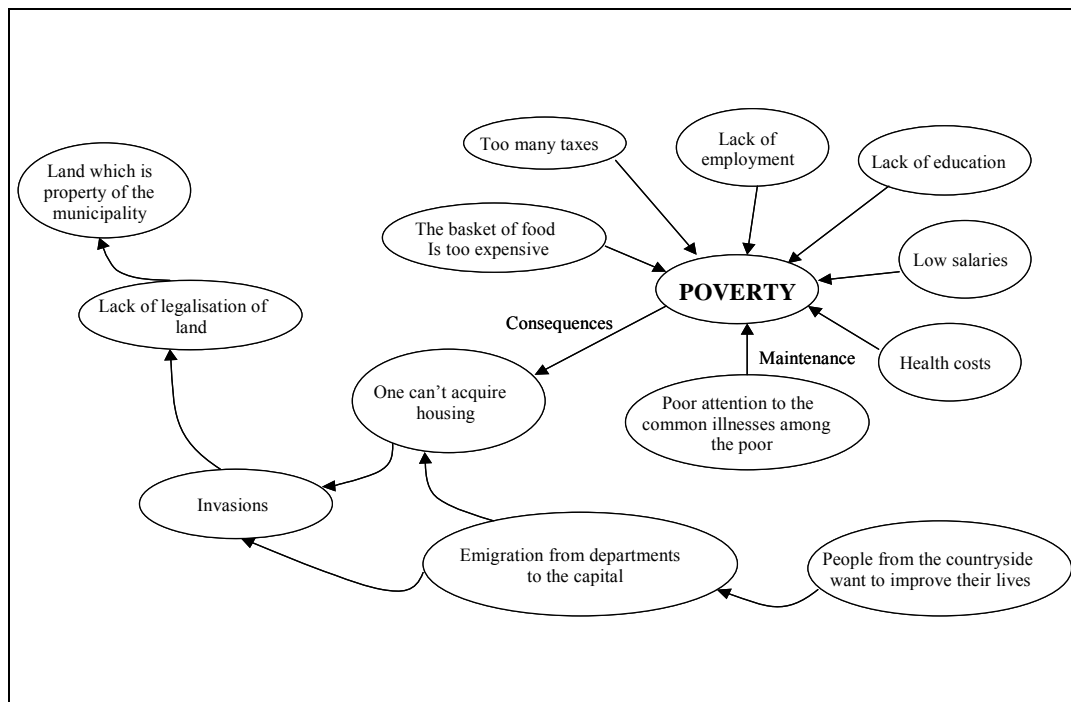 Too many taxes
Lack of
employment
Lack of education
Land which is
property of the
municipality
The basket of food
Is too expensive
Low salaries
POVERTY
Lack of legalisation of
land
Consequences
Maintenance
Health costs
One can't acquire
housing
Poor attention to the
common illnesses among
the poor
Invasions
Emigration from departments
to the capital
People from the countryside
want to improve their lives